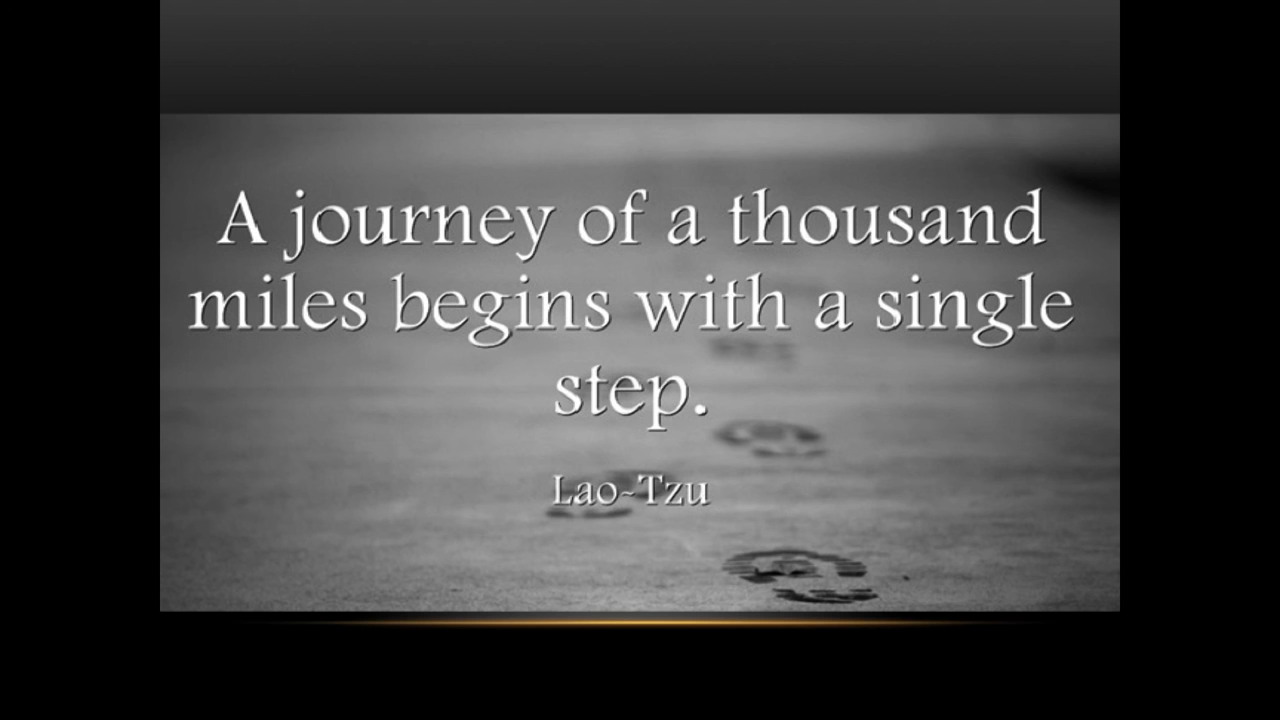 A journey of a thousand
miles begins with a single
step.
Lao~Tzu